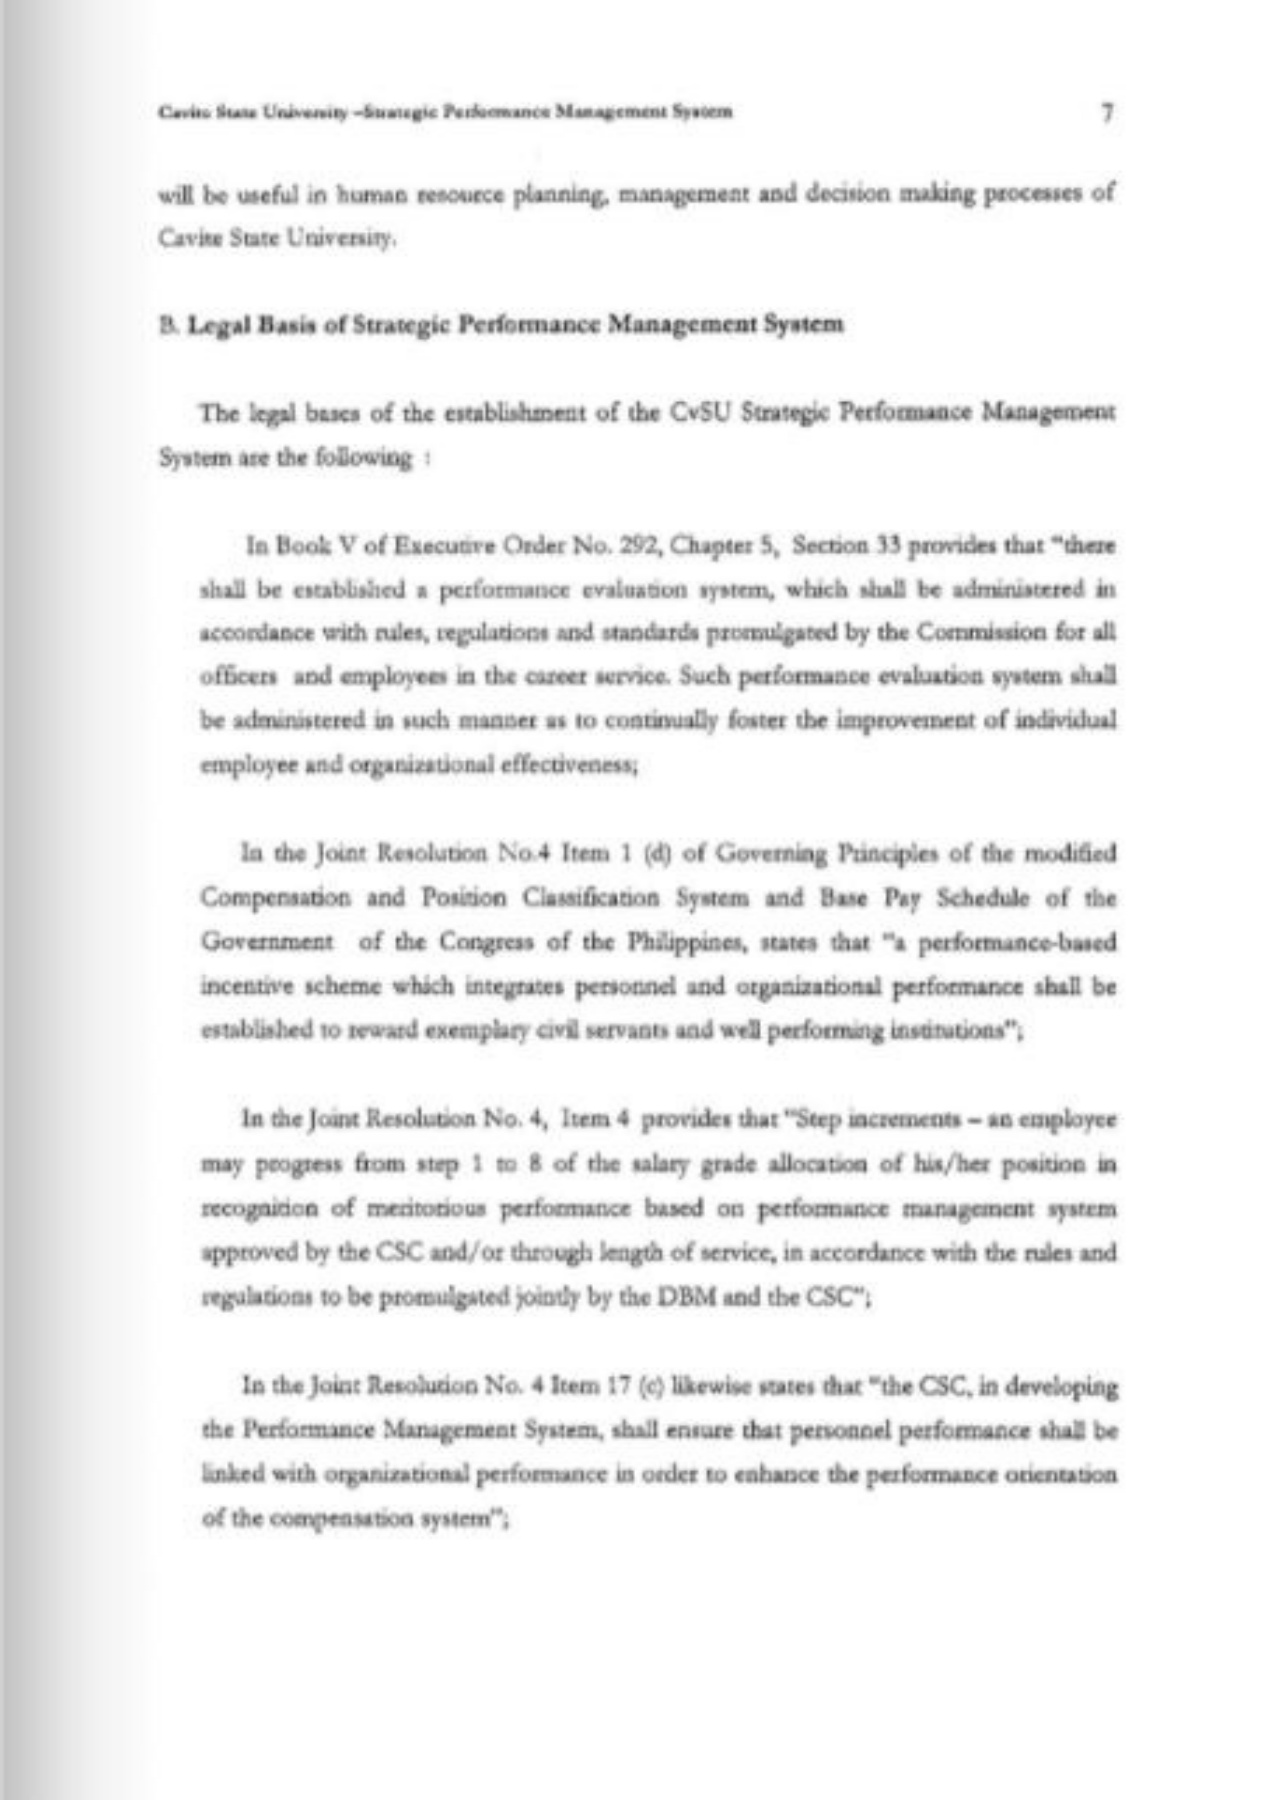 Cavite State University –Strategic Performance Management System 7
will be useful in human resource planning, management and decision making processes of
Cavite State University.
B. Legal Basis of Strategic Performance Management System
The legal bases of the establishment of the CvSU Strategic Performance Management
System are the following :
In Book V of Executive Order No. 292, Chapter 5, Section 33 provides that "there
shall be established a performance evaluation system, which shall be administered in
accordance with rules, regulations and standards promulgated by the Commission for all
officers and employees in the career service. Such performance evaluation system shall
be administered in such manner as to continually foster the improvement of individual
employee and organizational effectiveness;
In the Joint Resolution No.4 Item 1 (d) of Governing Principles of the modified
Compensation and Position Classification System and Base Pay Schedule of the
Government of the Congress of the Philippines, states that "a performance-based
incentive scheme which integrates personnel and organizational performance shall be
established to reward exemplary civil servants and well performing institutions";
In the Joint Resolution No. 4, Item 4 provides that "Step increments – an employee
may progress from step 1 to 8 of the salary grade allocation of his/her position in
recognition of meritorious performance based on performance management system
approved by the CSC and/or through length of service, in accordance with the rules and
regulations to be promulgated jointly by the DBM and the CSC";
In the Joint Resolution No. 4 Item 17 (c) likewise states that "the CSC, in developing
the Performance Management System, shall ensure that personnel performance shall be
linked with organizational performance in order to enhance the performance orientation
of the compensation system";